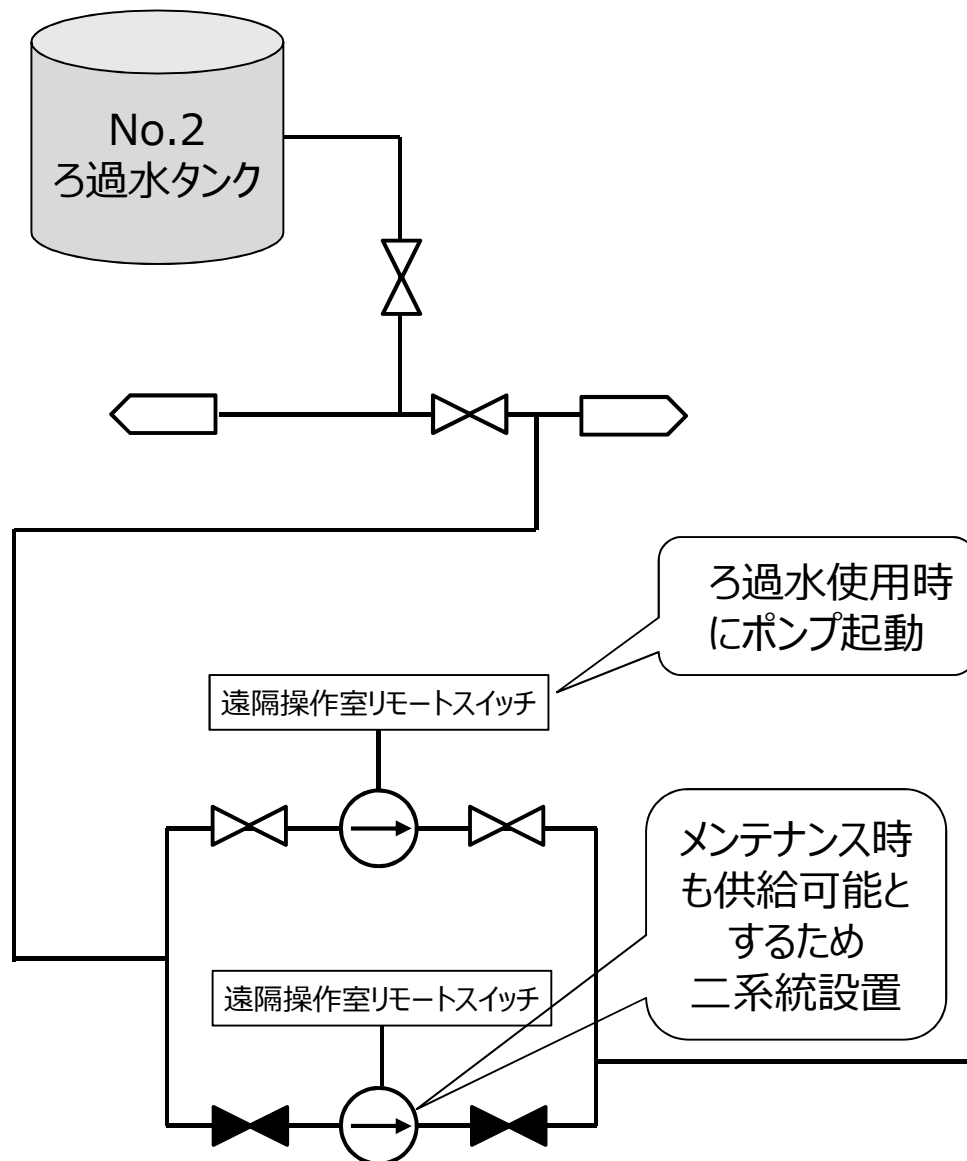 No.2
ろ過水タンク
ろ過水使用時
にポンプ起動
遠隔操作室リモートスイッチ
メンテナンス時
も供給可能と
するため
二系統設置
遠隔操作室リモートスイッチ